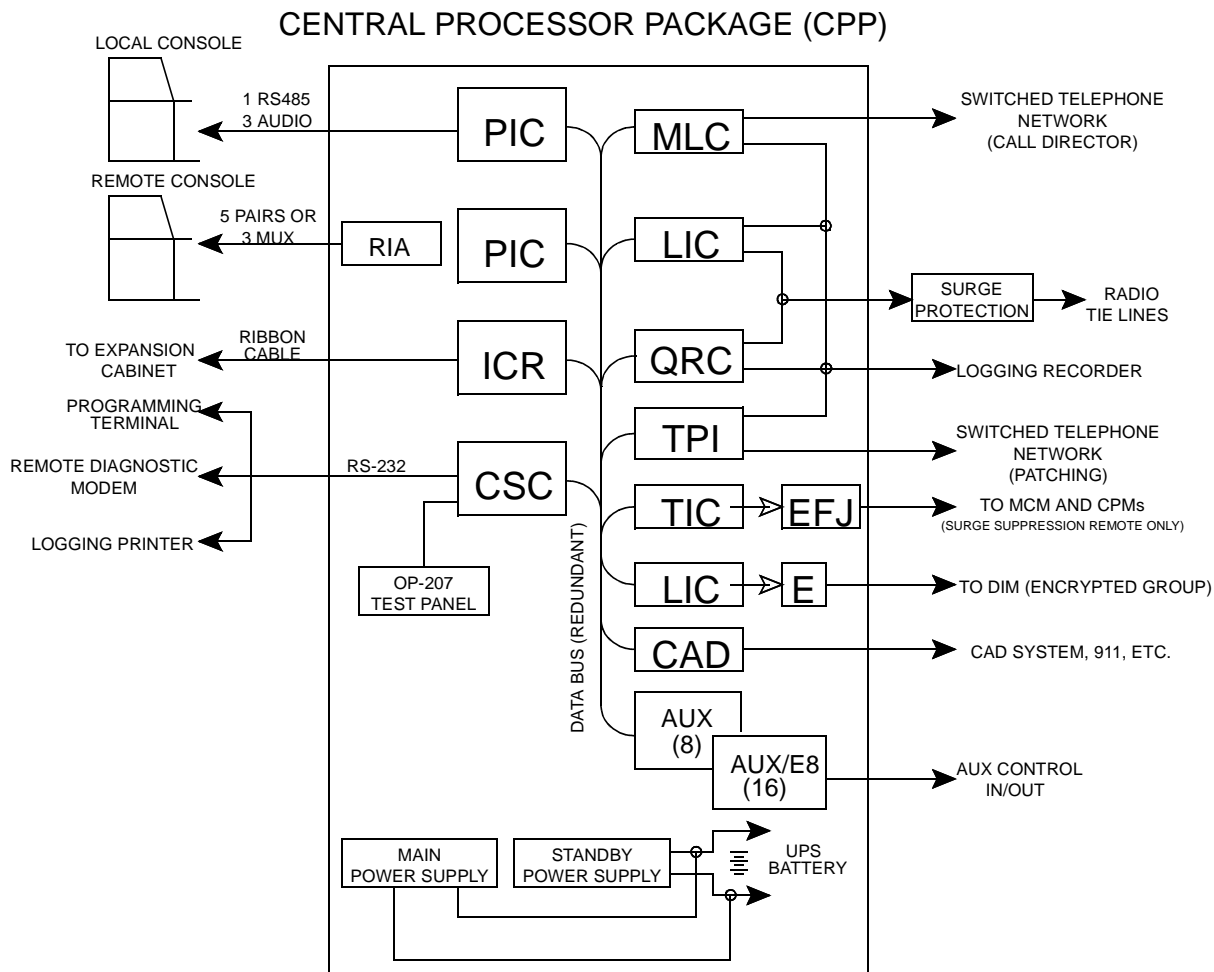 CENTRAL PROCESSOR PACKAGE (CPP)
LOCAL CONSOLE
1 RS485
3 AUDIO
PIC
MLC
SWITCHED TELEPHONE
NETWORK
(CALL DIRECTOR)
REMOTE CONSOLE
5 PAIRS OR
3 MUX
RIA
PIC
LIC
SURGE
PROTECTION
RADIO
TIE LINES
TO EXPANSION
CABINET
RIBBON
CABLE
ICR
QRC
LOGGING RECORDER
PROGRAMMING
TERMINAL
TPI
SWITCHED TELEPHONE
NETWORK
(PATCHING)
REMOTE DIAGNOSTIC
MODEM
RS-232
CSC
TIC
EFJ
TO MCM AND CPMs
(SURGE SUPPRESSION REMOTE ONLY)
LOGGING PRINTER
OP-207
TEST PANEL
DATA BUS (REDUNDANT)
LIC
E
TO DIM (ENCRYPTED GROUP)
CAD
CAD SYSTEM, 911, ETC.
AUX
(8)
AUX/E8
(16)
AUX CONTROL
IN/OUT
MAIN
POWER SUPPLY
STANDBY
POWER SUPPLY
UPS
BATTERY